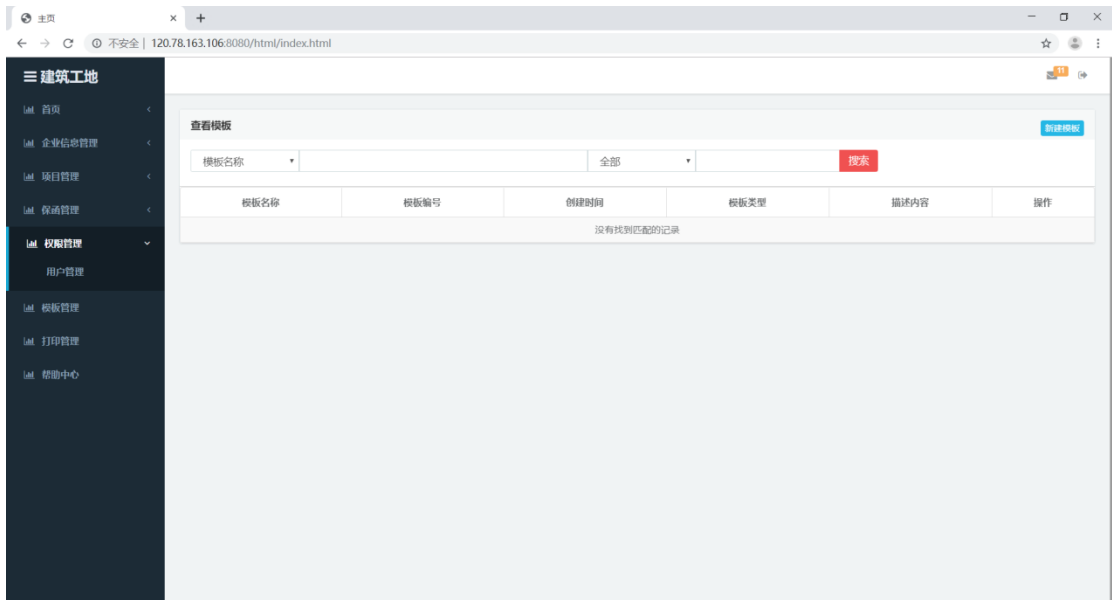 主页
不安全 | 120.78.163.106:8080/html/index.html
建筑工地
11
首页
企业信息管理
项目管理
保函管理
权限管理
用户管理
模板管理
打印管理
帮助中心
查看模板
新建模板
模板名称 全部 搜索
模板名称 模板编号 创建时间 模板类型 描述内容 操作
没有找到匹配的记录